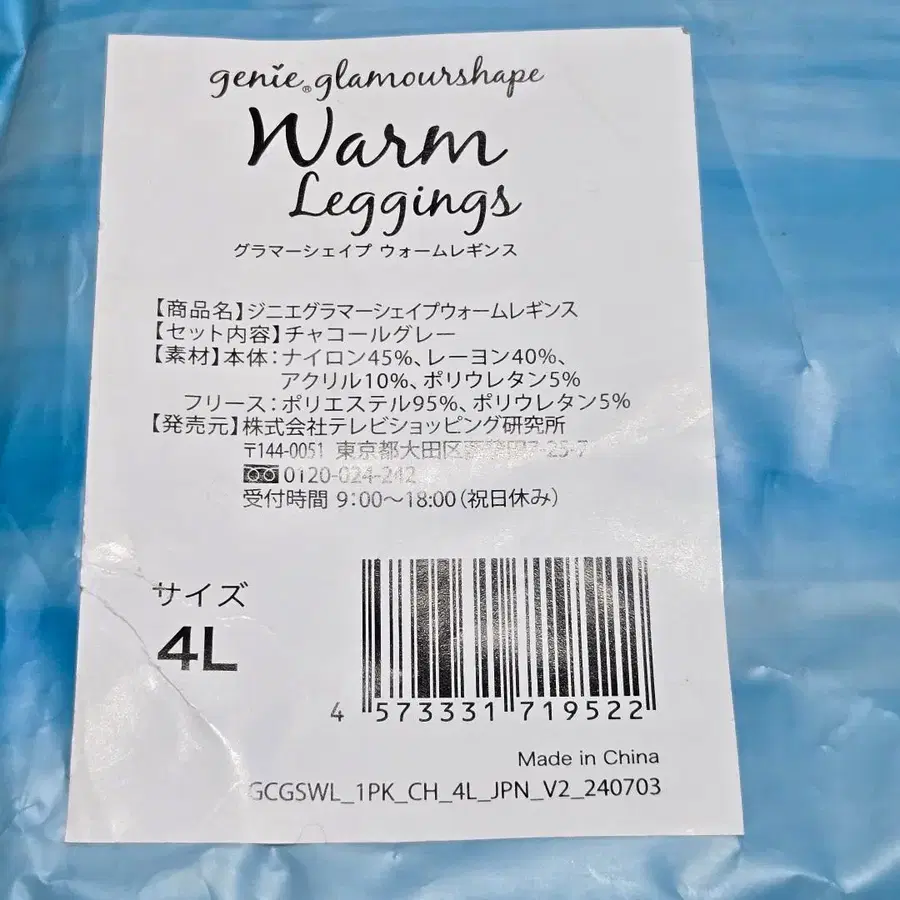 genie®glamourshape
Warm
Leggings
グラマーシェイプ ウォームレギンス
【商品名】ジニエグラマーシェイプウォームレギンス
【セット内容】チャコールグレー
【素材】本体：ナイロン45%、レーヨン40%、
アクリル10%、ポリウレタン5%
フリース：ポリエステル95%、ポリウレタン5%
【発売元】株式会社テレビショッピング研究所
〒144-0051 東京都大田区西蒲田7-25-7
0120-024-242
受付時間 9:00～18:00（祝日休み）
サイズ
4L
4 573331 719522
Made in China
GCGSWL_1PK_CH_4L_JPN_V2_240703